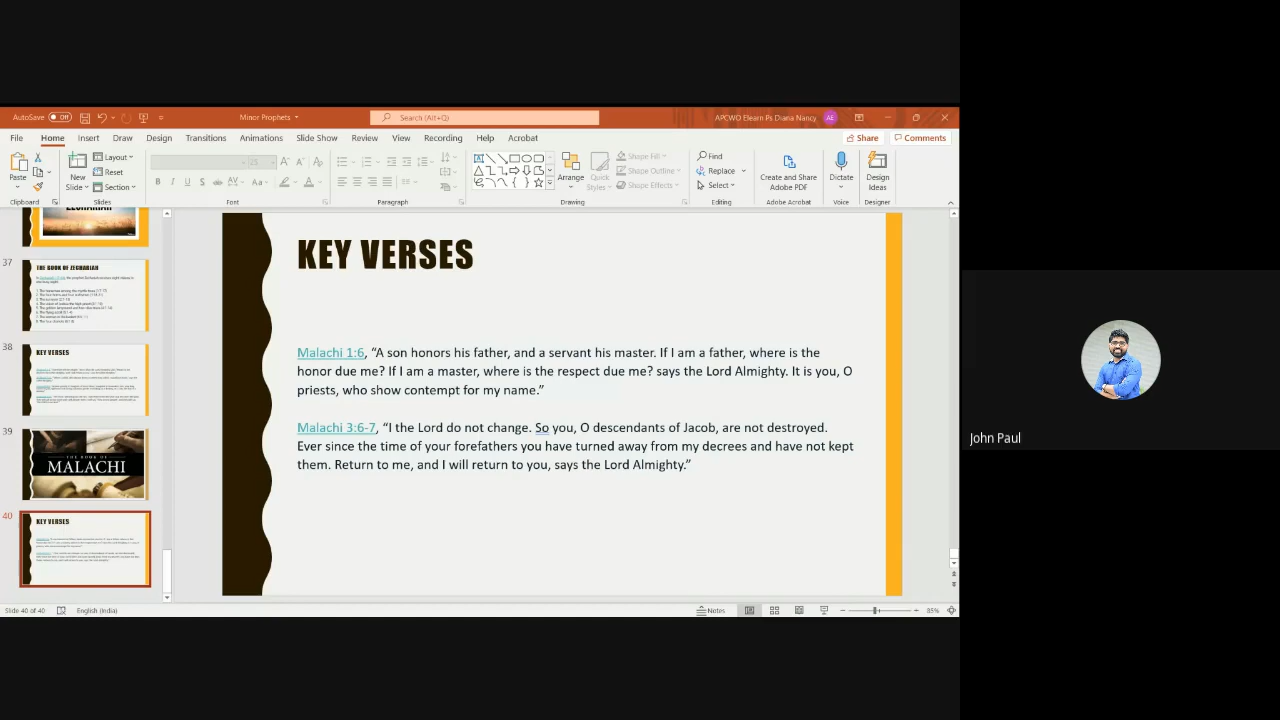 AutoSave Off
Minor Prophets
Search (Alt+Q)
APCWO Elearn Ps Diana Nancy
AE
File Home Insert Draw Design Transitions Animations Slide Show Review View Recording Help Acrobat
Share Comments
Paste
New Slide
Layout
Reset
Section
Arrange
Quick Styles
Shape Fill
Shape Outline
Shape Effects
Find
Replace
Select
Create and Share Adobe PDF
Dictate
Design Ideas
Clipboard Slides Font Paragraph Drawing Editing Adobe Acrobat Voice Designer
37
THE BOOK OF ZECHARIAH
38
KEY VERSES
39
THE BOOK OF
MALACHI
40
KEY VERSES
KEY VERSES
Malachi 1:6, “A son honors his father, and a servant his master. If I am a father, where is the
honor due me? If I am a master, where is the respect due me? says the Lord Almighty. It is you, O
priests, who show contempt for my name.”
Malachi 3:6-7, “I the Lord do not change. So you, O descendants of Jacob, are not destroyed.
Ever since the time of your forefathers you have turned away from my decrees and have not kept
them. Return to me, and I will return to you, says the Lord Almighty.”
Slide 40 of 40
English (India)
Notes
83%
John Paul